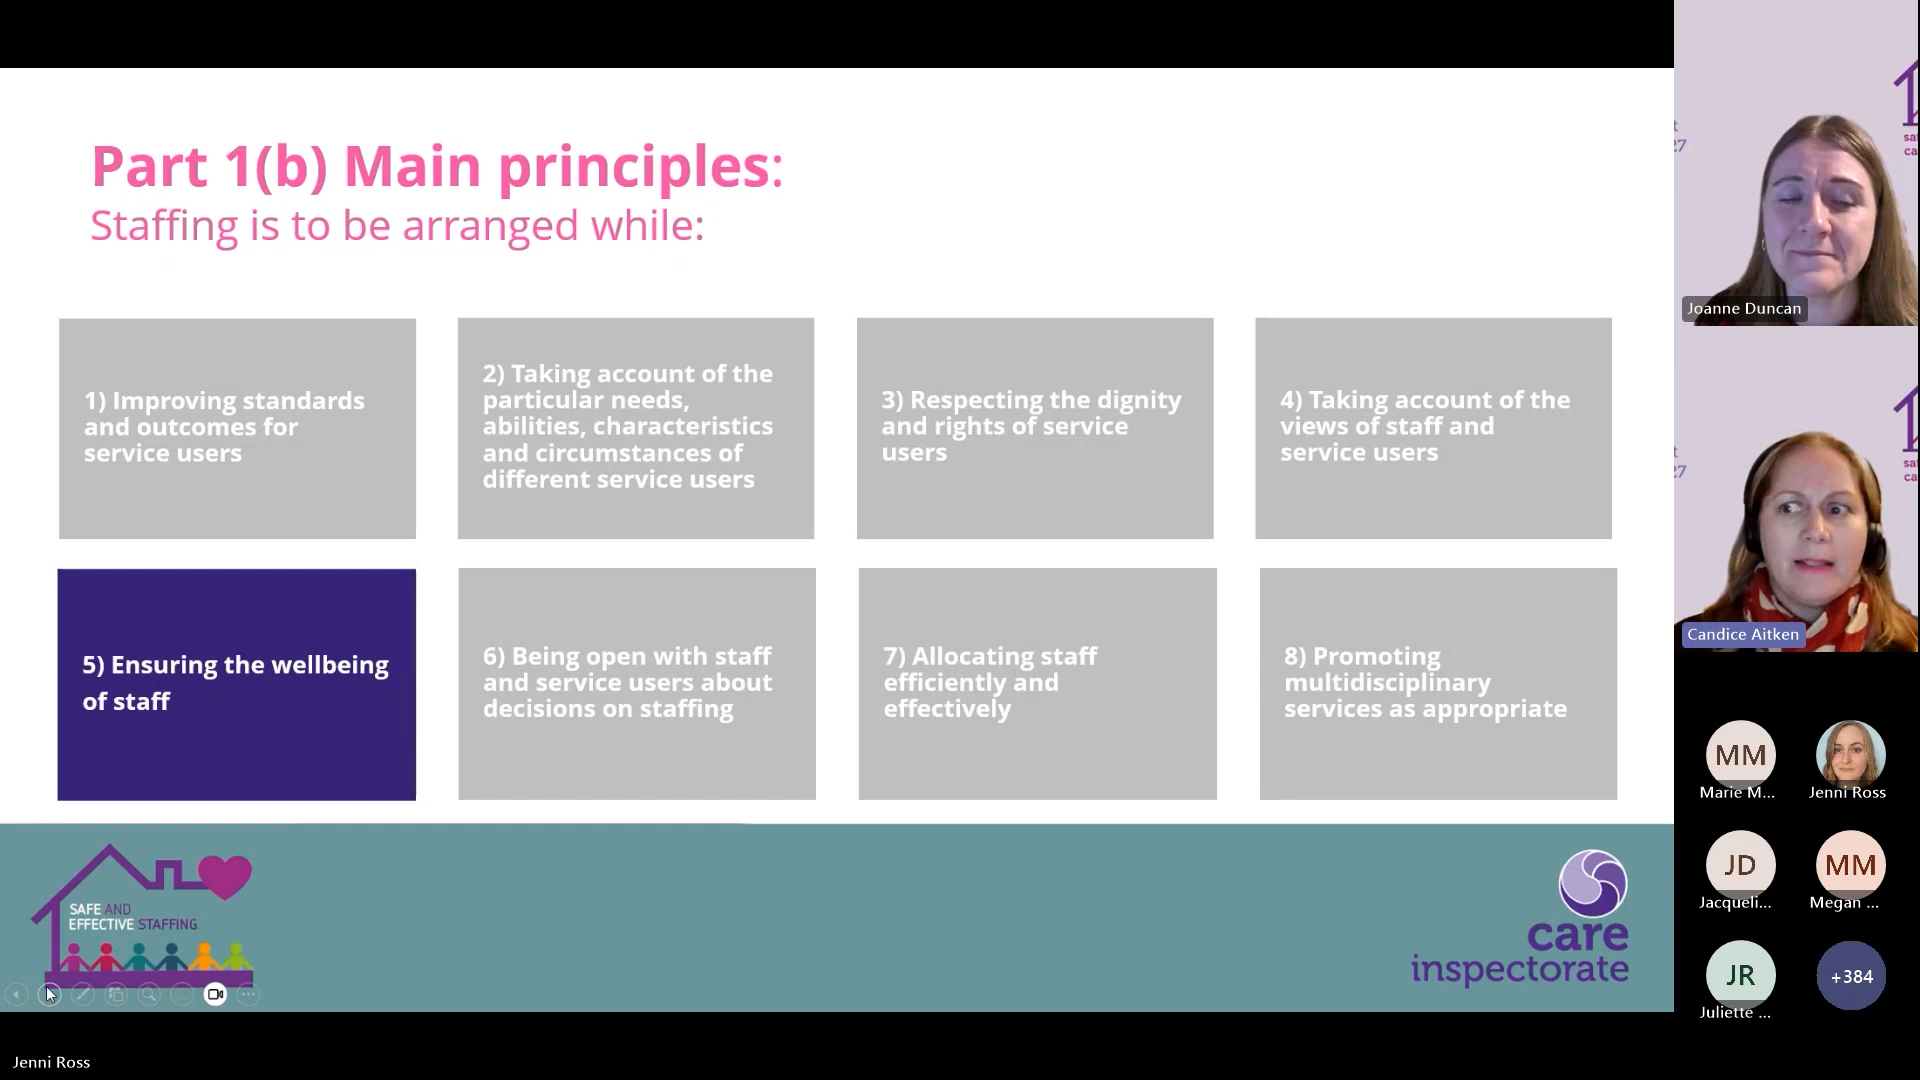 Part 1(b) Main principles:
Staffing is to be arranged while:
1) Improving standards
and outcomes for
service users
2) Taking account of the
particular needs,
abilities, characteristics
and circumstances of
different service users
3) Respecting the dignity
and rights of service
users
4) Taking account of the
views of staff and
service users
5) Ensuring the wellbeing
of staff
6) Being open with staff
and service users about
decisions on staffing
7) Allocating staff
efficiently and
effectively
8) Promoting
multidisciplinary
services as appropriate
SAFE AND
EFFECTIVE STAFFING
care
inspectorate
Jenni Ross
Joanne Duncan
Candice Aitken
MM
Marie M...
Jenni Ross
JD
Jacqueli...
MM
Megan ...
JR
Juliette ...
+384